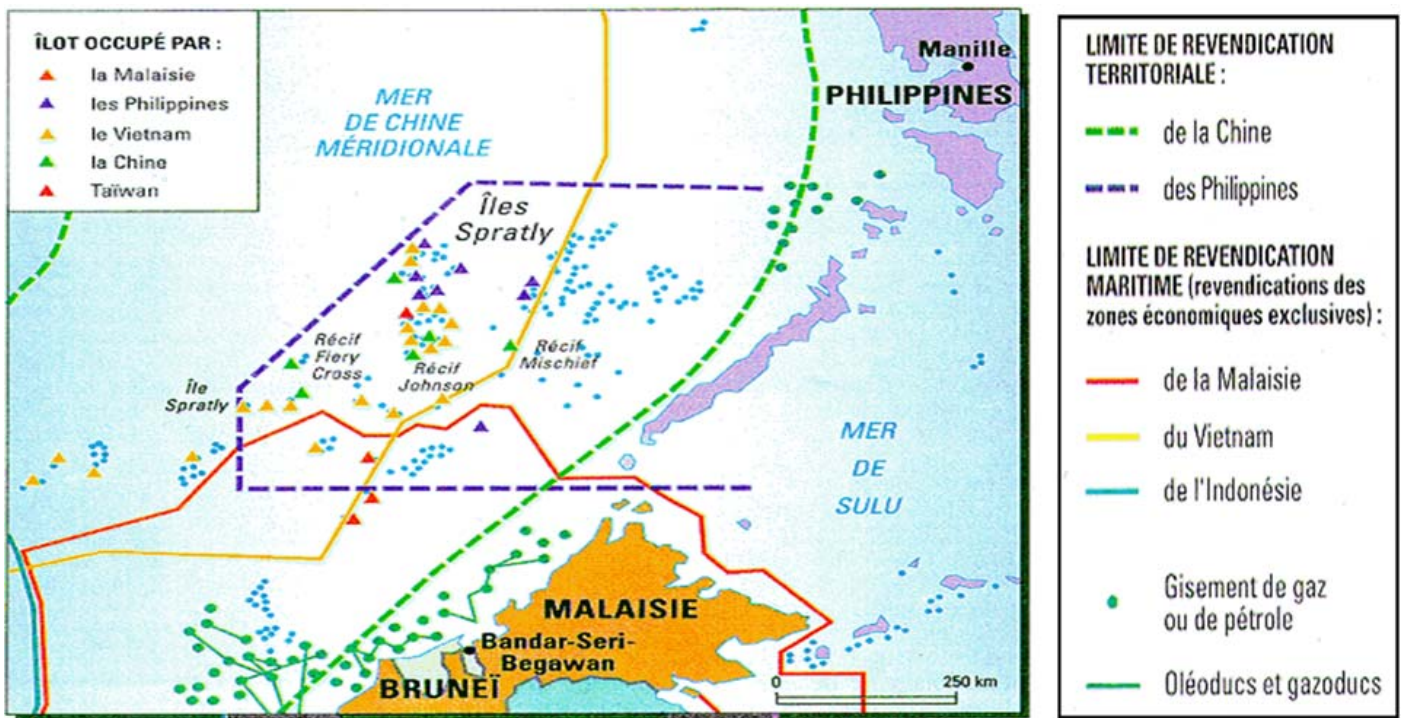 ÎLOT OCCUPÉ PAR :
la Malaisie
les Philippines
le Vietnam
la Chine
Taïwan
MER
DE CHINE
MÉRIDIONALE
Manille
PHILIPPINES
Îles
Spratly
Récif
Fiery
Cross
Récif
Johnson
Récif
Mischief
Île
Spratly
MER
DE
SULU
MALAISIE
Bandar-Seri-
Begawan
BRUNEÏ
0 250 km
LIMITE DE REVENDICATION
TERRITORIALE :
de la Chine
des Philippines
LIMITE DE REVENDICATION
MARITIME (revendications des
zones économiques exclusives) :
de la Malaisie
du Vietnam
de l'Indonésie
Gisement de gaz
ou de pétrole
Oléoducs et gazoducs